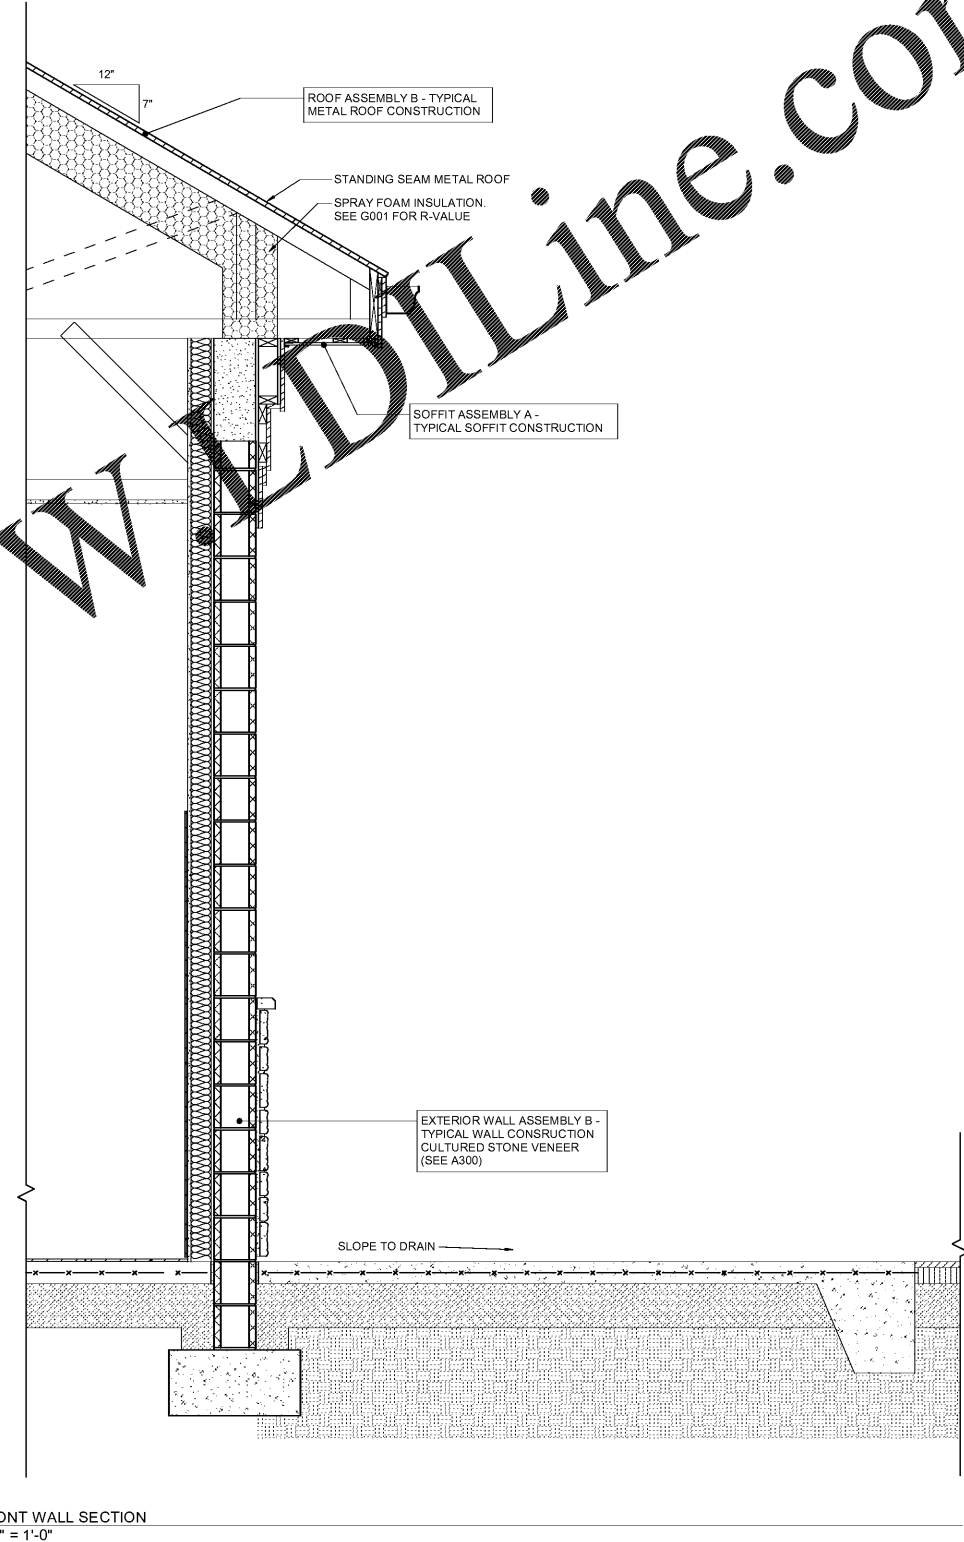 12"
7"
ROOF ASSEMBLY B - TYPICAL
METAL ROOF CONSTRUCTION
STANDING SEAM METAL ROOF
SPRAY FOAM INSULATION.
SEE G001 FOR R-VALUE
WLDILine.co
SOFFIT ASSEMBLY A -
TYPICAL SOFFIT CONSTRUCTION
EXTERIOR WALL ASSEMBLY B -
TYPICAL WALL CONSRUCTION
CULTURED STONE VENEER
(SEE A300)
SLOPE TO DRAIN
ONT WALL SECTION
" = 1'-0"